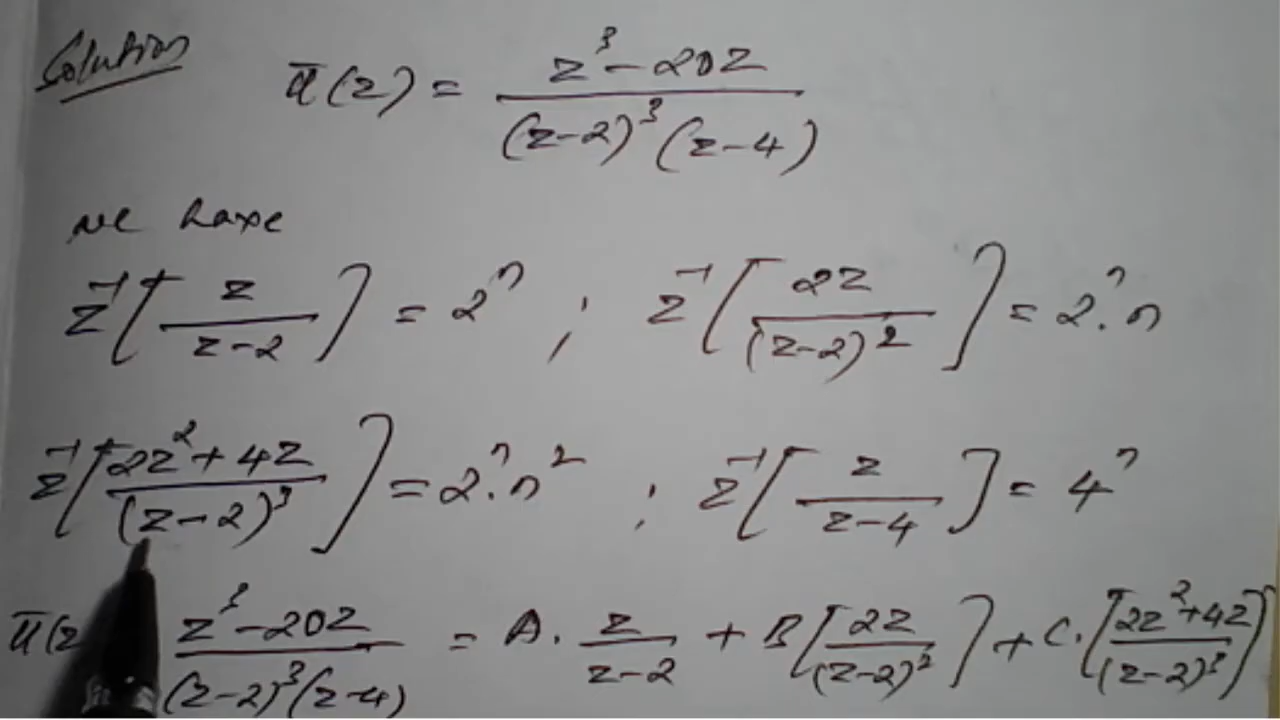 Solution
ū(z) = (z³ - 20z) / ((z-2)³ (z-4))
we have
z⁻¹[z / (z-2)] = 2ⁿ ; z⁻¹[2z / (z-2)²] = 2ⁿ.n
z⁻¹[(2z² + 4z) / (z-2)³] = 2ⁿ.n² ; z⁻¹[z / (z-4)] = 4ⁿ
ū(z (z³ - 20z) / ((z-2)³(z-4)) = A. z / (z-2) + B[2z / (z-2)²] + C.[(2z² + 4z) / (z-2)³]